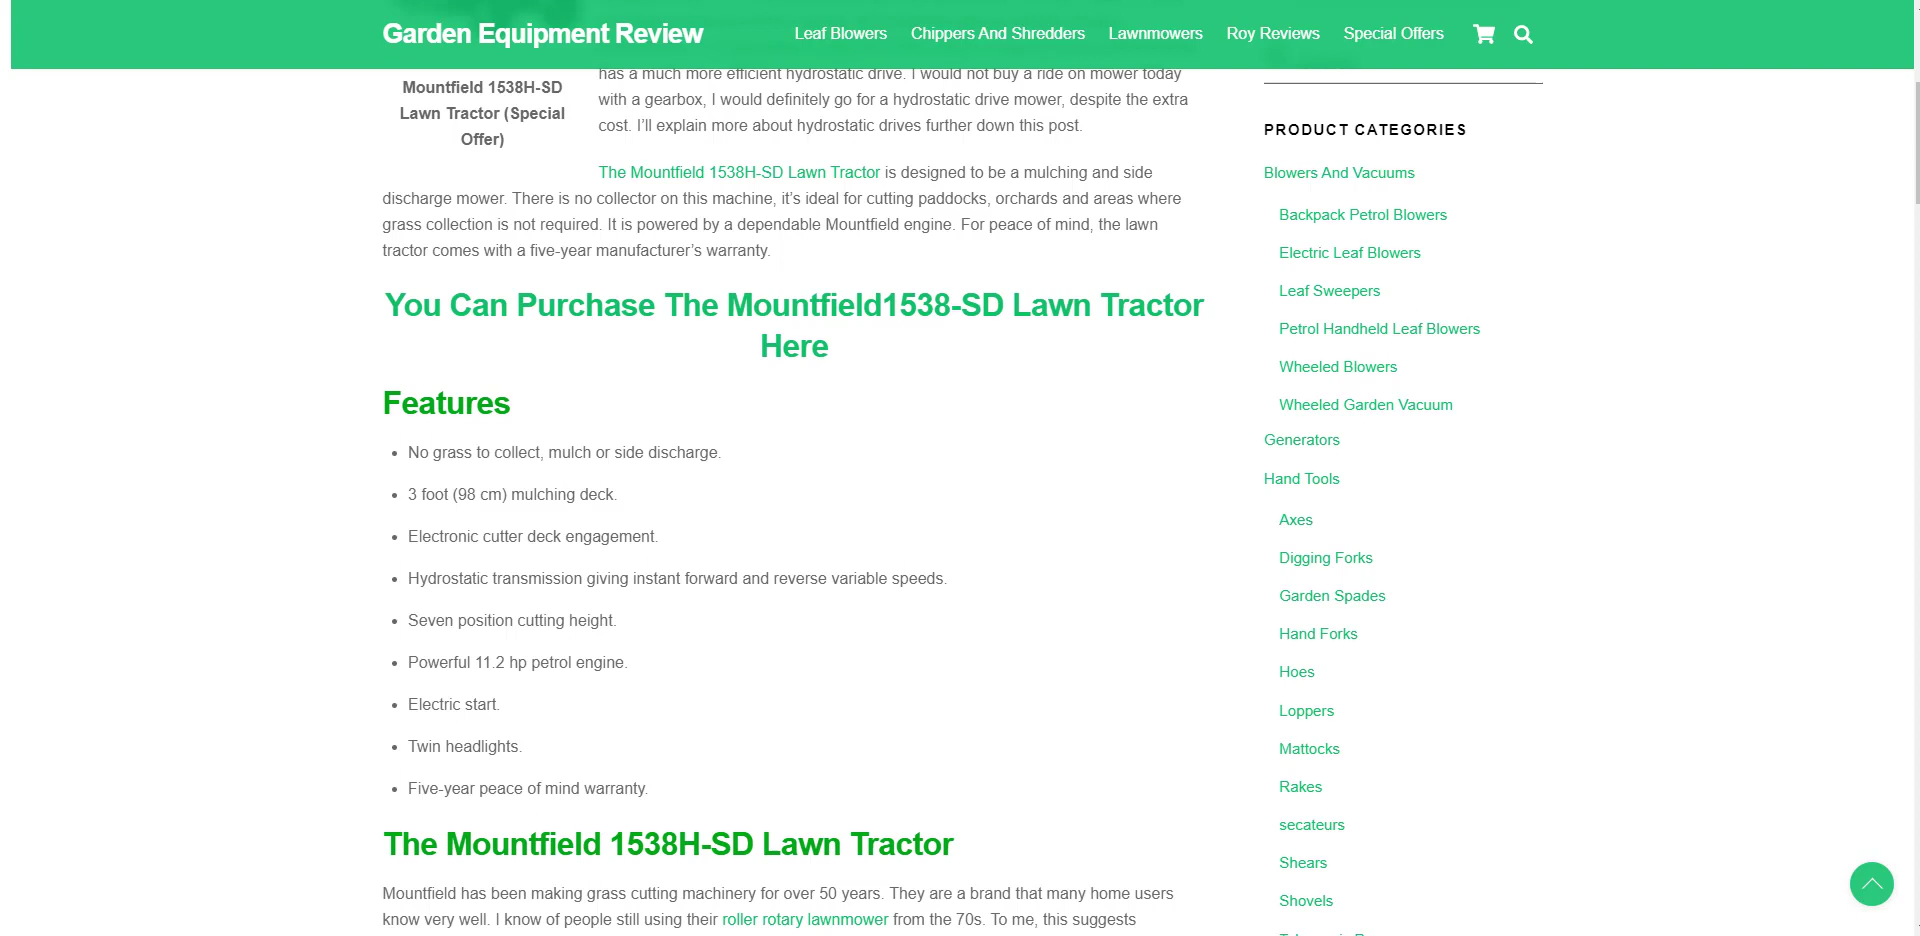 Garden Equipment Review
Leaf Blowers Chippers And Shredders Lawnmowers Roy Reviews Special Offers
Mountfield 1538H-SD
Lawn Tractor (Special
Offer)
has a much more efficient hydrostatic drive. I would not buy a ride on mower today
with a gearbox, I would definitely go for a hydrostatic drive mower, despite the extra
cost. I’ll explain more about hydrostatic drives further down this post.
The Mountfield 1538H-SD Lawn Tractor is designed to be a mulching and side
discharge mower. There is no collector on this machine, it’s ideal for cutting paddocks, orchards and areas where
grass collection is not required. It is powered by a dependable Mountfield engine. For peace of mind, the lawn
tractor comes with a five-year manufacturer’s warranty.
You Can Purchase The Mountfield1538-SD Lawn Tractor
Here
Features
• No grass to collect, mulch or side discharge.
• 3 foot (98 cm) mulching deck.
• Electronic cutter deck engagement.
• Hydrostatic transmission giving instant forward and reverse variable speeds.
• Seven position cutting height.
• Powerful 11.2 hp petrol engine.
• Electric start.
• Twin headlights.
• Five-year peace of mind warranty.
The Mountfield 1538H-SD Lawn Tractor
Mountfield has been making grass cutting machinery for over 50 years. They are a brand that many home users
know very well. I know of people still using their roller rotary lawnmower from the 70s. To me, this suggests
PRODUCT CATEGORIES
Blowers And Vacuums
Backpack Petrol Blowers
Electric Leaf Blowers
Leaf Sweepers
Petrol Handheld Leaf Blowers
Wheeled Blowers
Wheeled Garden Vacuum
Generators
Hand Tools
Axes
Digging Forks
Garden Spades
Hand Forks
Hoes
Loppers
Mattocks
Rakes
secateurs
Shears
Shovels